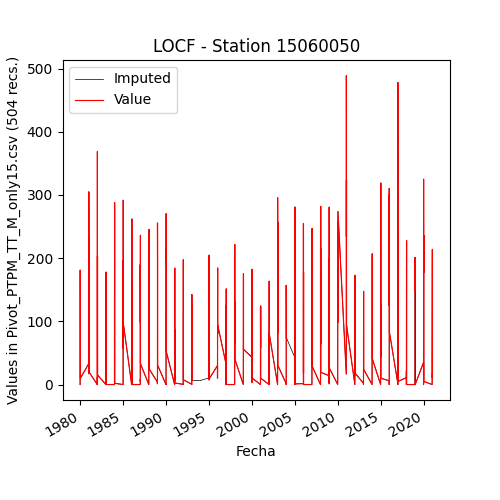 LOCF - Station 15060050
Imputed
Value
Values in Pivot_PTPM_TT_M_only15.csv (504 recs.)
500
400
300
200
100
0
1980 1985 1990 1995 2000 2005 2010 2015 2020
Fecha